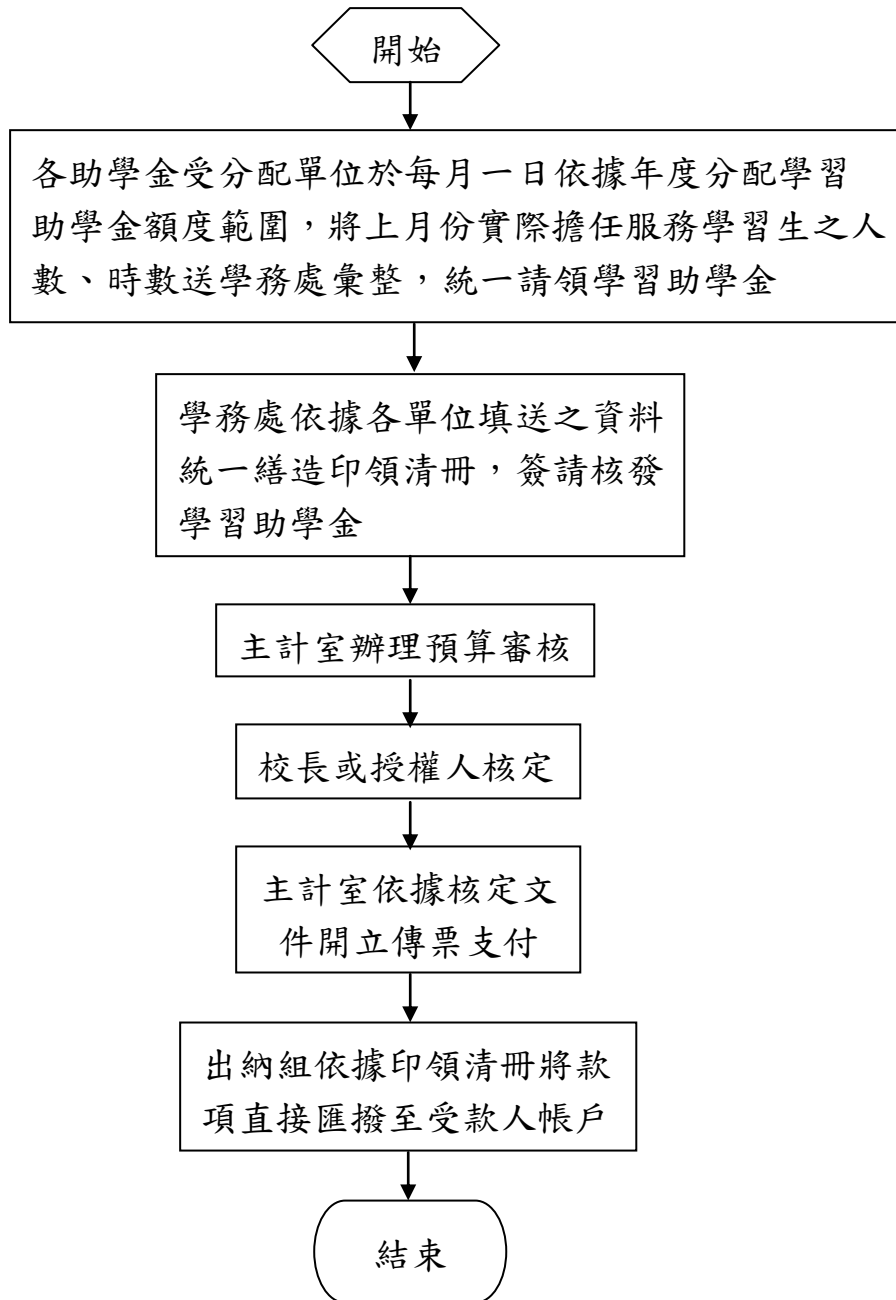 開始
各助學金受分配單位於每月一日依據年度分配學習
助學金額度範圍，將上月份實際擔任服務學習生之人
數、時數送學務處彙整，統一請領學習助學金
學務處依據各單位填送之資料
統一繕造印領清冊，簽請核發
學習助學金
主計室辦理預算審核
校長或授權人核定
主計室依據核定文
件開立傳票支付
出納組依據印領清冊將款
項直接匯撥至受款人帳戶
結束